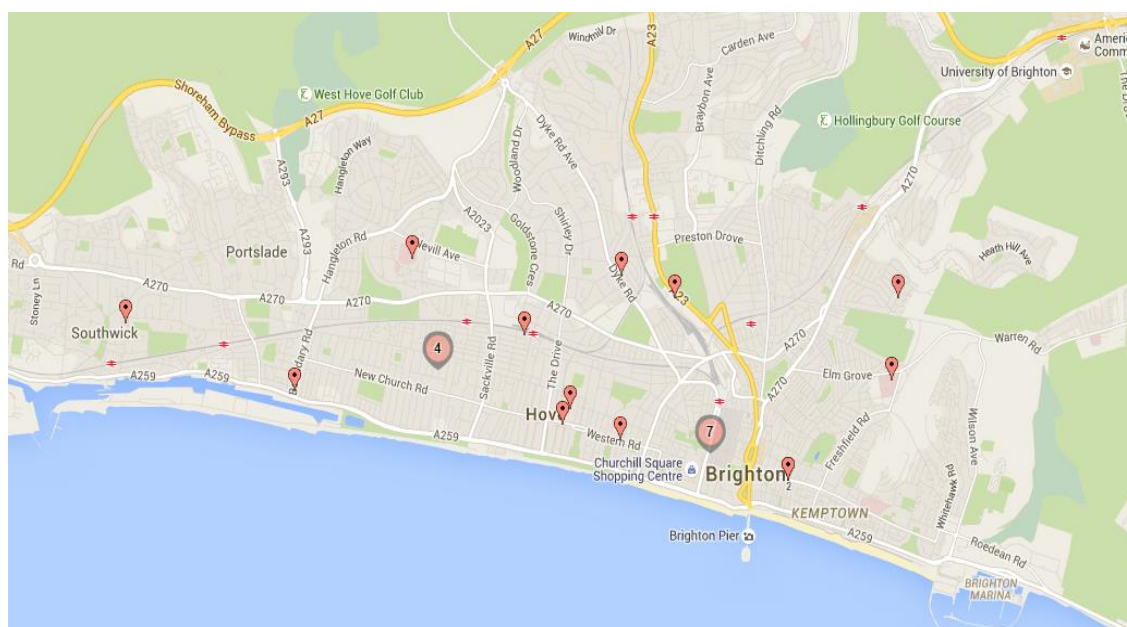 Windmill Dr
A27
A23
Carden Ave
Ameri
Comm
University of Brighton
The Dro
Shoreham Bypass
West Hove Golf Club
A27
Braybon Ave
Ditchling Rd
Hollingbury Golf Course
Dyke Rd Ave
Woodland Dr
A293
Hangleton Way
A270
A2023
Goldstone Cres
Shirley Dr
Preston Drove
Heath Hill Ave
Portslade
A293
Hangleton Rd
Nevill Ave
Rd
Dyke Rd
A23
Stoney Ln
A270
A270
A270
A270
Southwick
Warren Rd
4
Sackville Rd
The Drive
A270
Elm Grove
A259
A259
New Church Rd
Hove
A259
Western Rd
7
Freshfield Rd
Wilson Ave
Churchill Square
Shopping Centre
Brighton
2
Whitehawk Rd
KEMPTOWN
Brighton Pier
A259
Roedean Rd
BRIGHTON
MARINA